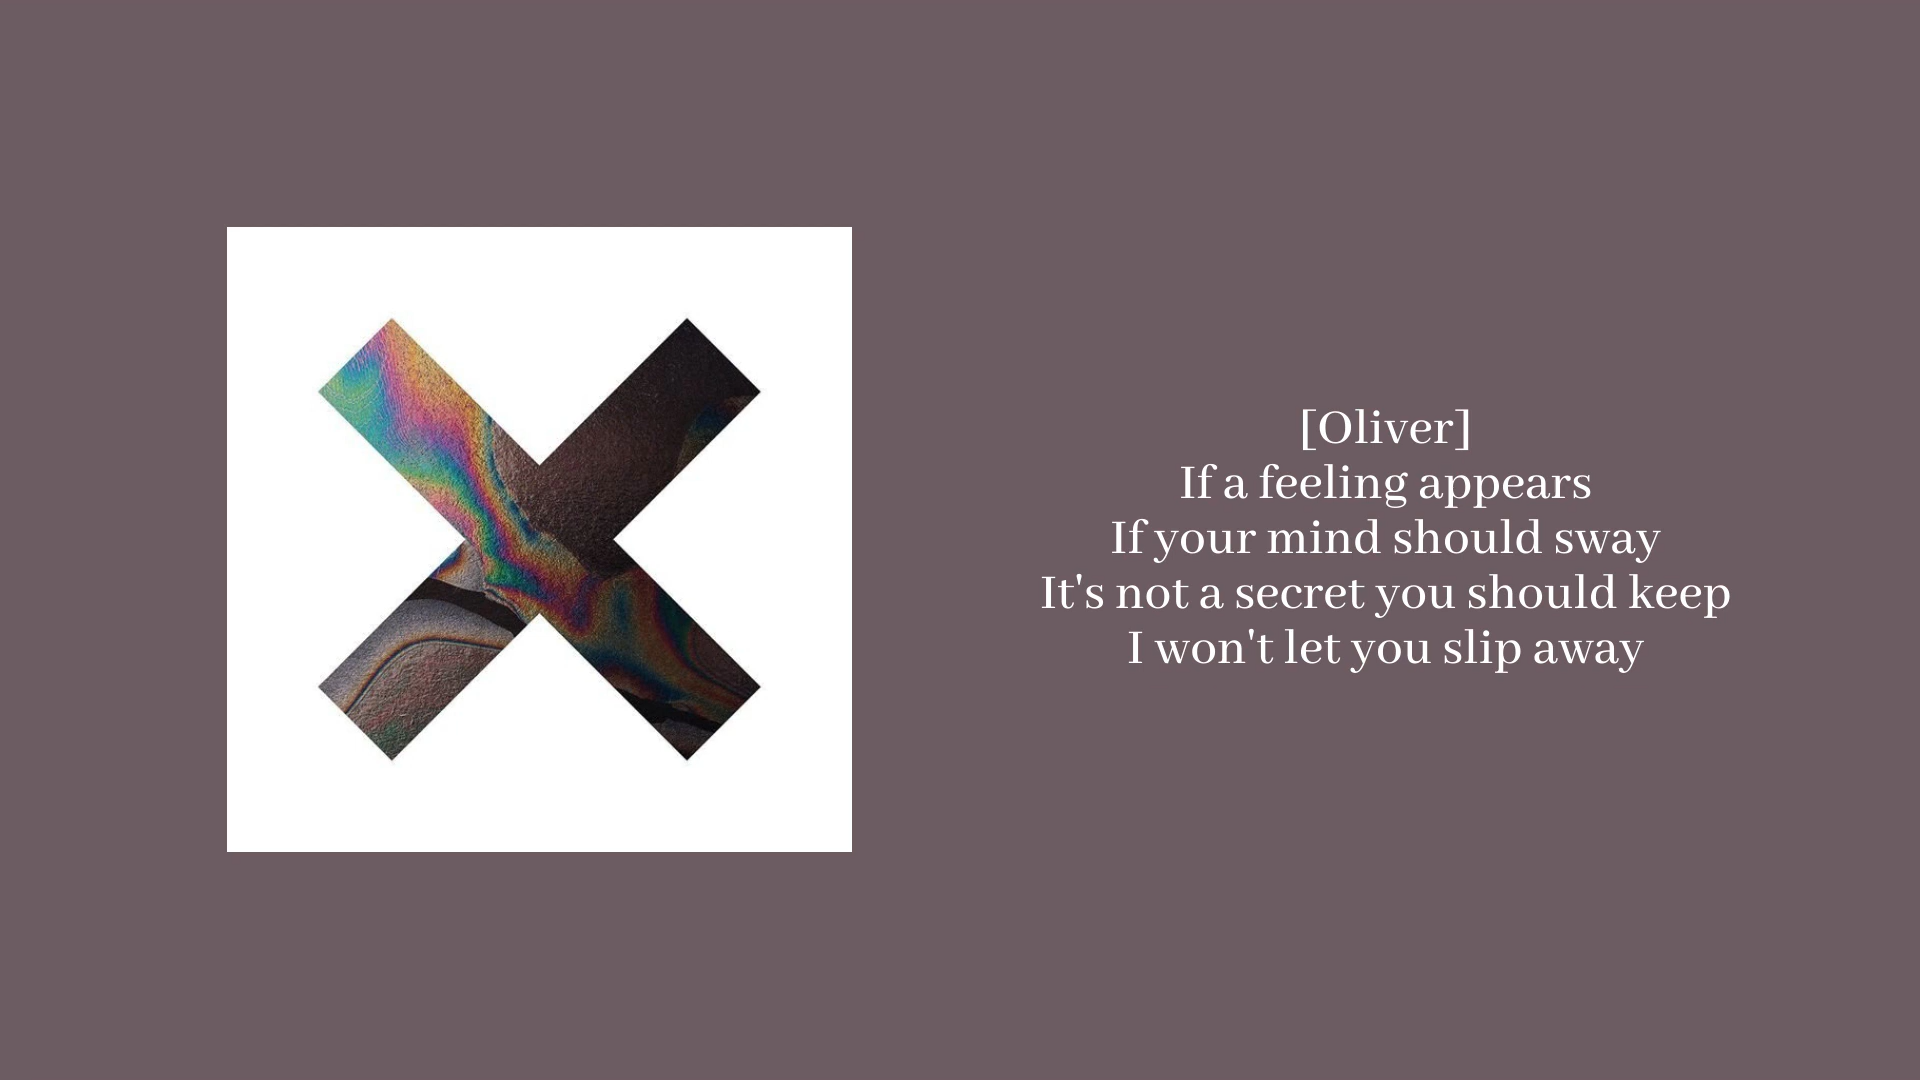 [Oliver]
If a feeling appears
If your mind should sway
It's not a secret you should keep
I won't let you slip away